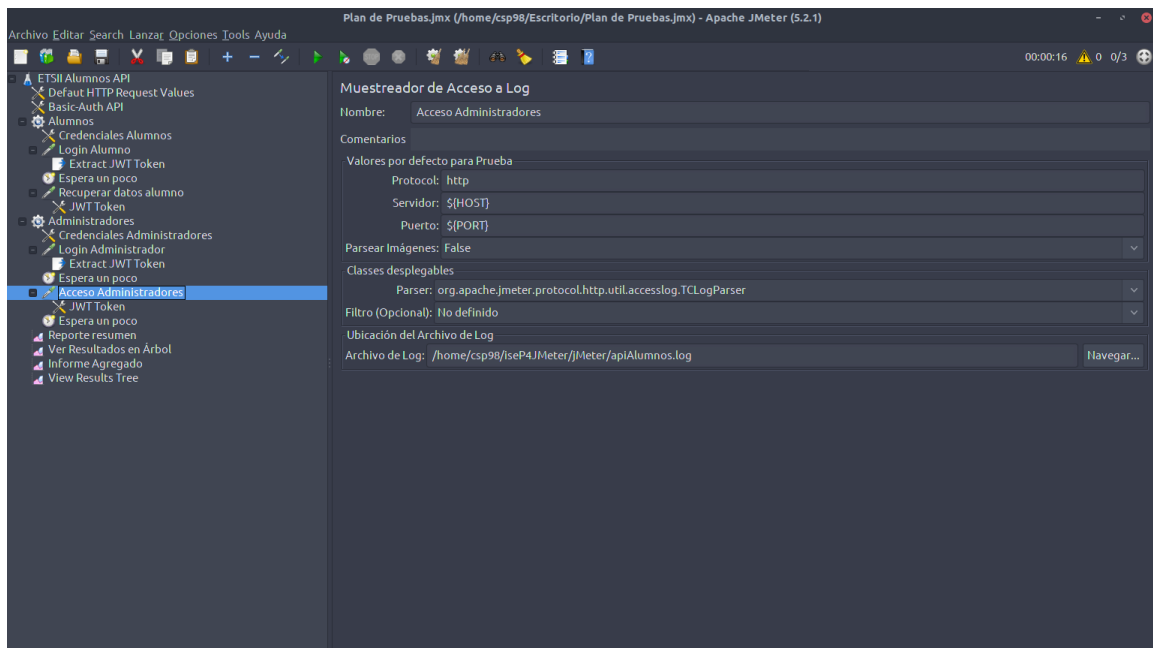 Plan de Pruebas.jmx (/home/csp98/Escritorio/Plan de Pruebas.jmx) - Apache JMeter (5.2.1)
Archivo Editar Search Lanzar Opciones Tools Ayuda
00:00:16 0 0/3
ETSII Alumnos API
Defaut HTTP Request Values
Basic-Auth API
Alumnos
Credenciales Alumnos
Login Alumno
Extract JWT Token
Espera un poco
Recuperar datos alumno
JWT Token
Administradores
Credenciales Administradores
Login Administrador
Extract JWT Token
Espera un poco
Acceso Administradores
JWT Token
Espera un poco
Reporte resumen
Ver Resultados en Árbol
Informe Agregado
View Results Tree
Muestreador de Acceso a Log
Nombre: Acceso Administradores
Comentarios
Valores por defecto para Prueba
Protocol: http
Servidor: ${HOST}
Puerto: ${PORT}
Parsear Imágenes: False
Classes desplegables
Parser: org.apache.jmeter.protocol.http.util.accesslog.TCLogParser
Filtro (Opcional): No definido
Ubicación del Archivo de Log
Archivo de Log: /home/csp98/iseP4JMeter/jMeter/apiAlumnos.log Navegar...